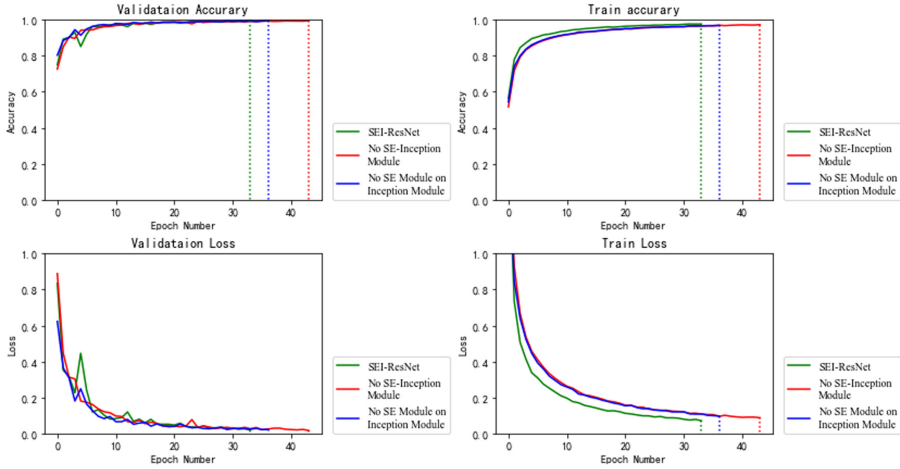 Validataion Accurary
Accuracy
1.0
0.8
0.6
0.4
0.2
0.0
0
10
20
30
40
Epoch Number
SEI-ResNet
No SE-Inception
Module
No SE Module on
Inception Module
Train accurary
Accuracy
1.0
0.8
0.6
0.4
0.2
0.0
0
10
20
30
40
Epoch Number
SEI-ResNet
No SE-Inception
Module
No SE Module on
Inception Module
Validataion Loss
Loss
1.0
0.8
0.6
0.4
0.2
0.0
0
10
20
30
40
Epoch Number
SEI-ResNet
No SE-Inception
Module
No SE Module on
Inception Module
Train Loss
Loss
1.0
0.8
0.6
0.4
0.2
0.0
0
10
20
30
40
Epoch Number
SEI-ResNet
No SE-Inception
Module
No SE Module on
Inception Module